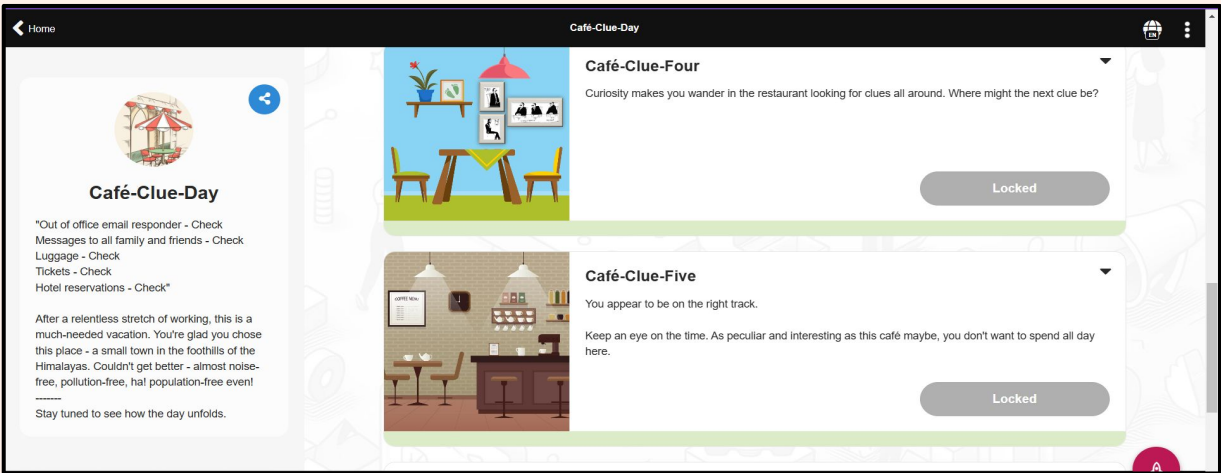 Home
Café-Clue-Day
EN
Café-Clue-Day
"Out of office email responder - Check
Messages to all family and friends - Check
Luggage - Check
Tickets - Check
Hotel reservations - Check"
After a relentless stretch of working, this is a
much-needed vacation. You're glad you chose
this place - a small town in the foothills of the
Himalayas. Couldn't get better - almost noise-
free, pollution-free, ha! population-free even!
-------
Stay tuned to see how the day unfolds.
Café-Clue-Four
Curiosity makes you wander in the restaurant looking for clues all around. Where might the next clue be?
Locked
COFFEE MENU
Café-Clue-Five
You appear to be on the right track.
Keep an eye on the time. As peculiar and interesting as this café maybe, you don't want to spend all day
here.
Locked